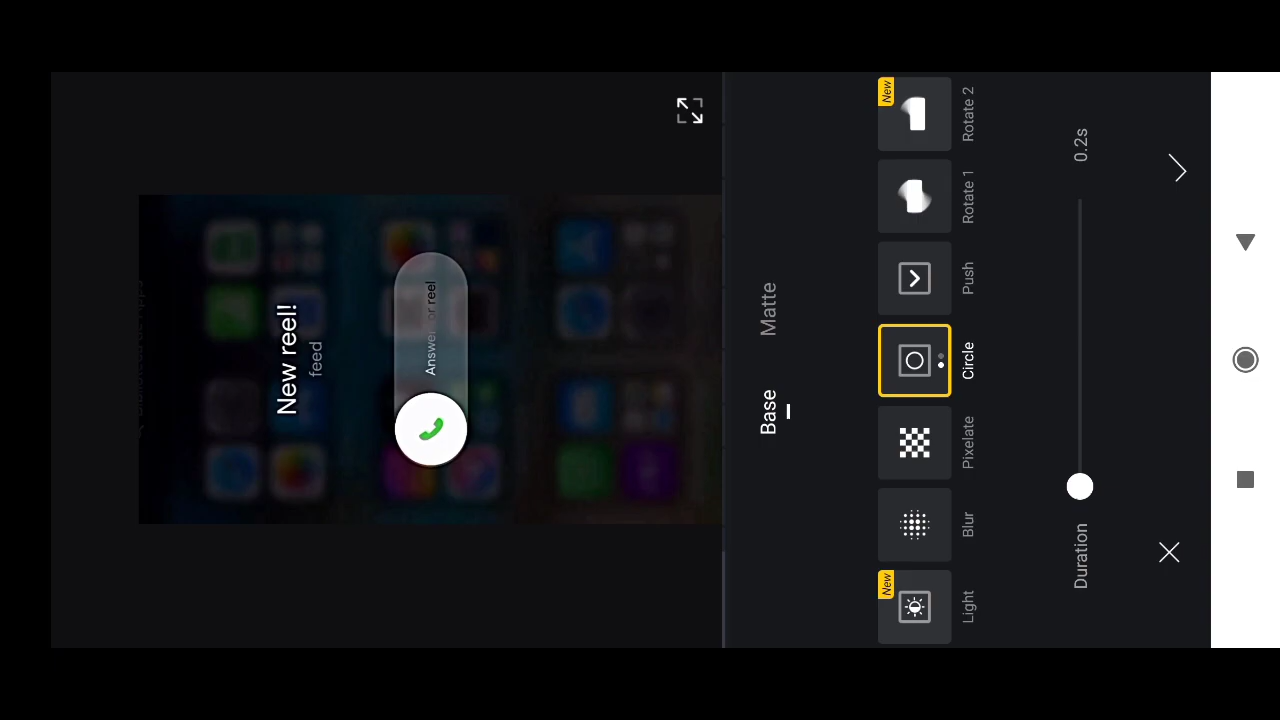 New reel!
feed
Answer or reel
Base Matte
New New
Light Blur Pixelate Circle Push Rotate 1 Rotate 2
Duration 0.2s